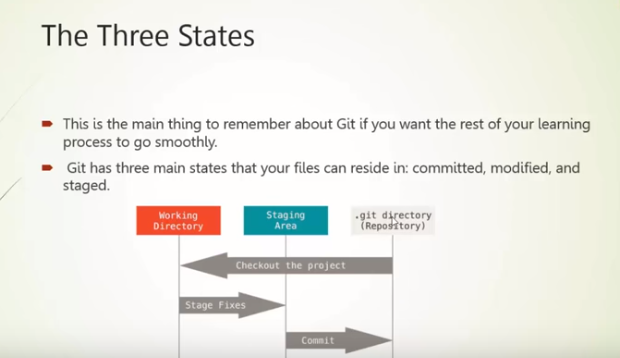 The Three States
This is the main thing to remember about Git if you want the rest of your learning
process to go smoothly.
Git has three main states that your files can reside in: committed, modified, and
staged.
Working
Directory
Staging
Area
.git directory
(Repository)
Checkout the project
Stage Fixes
Commit